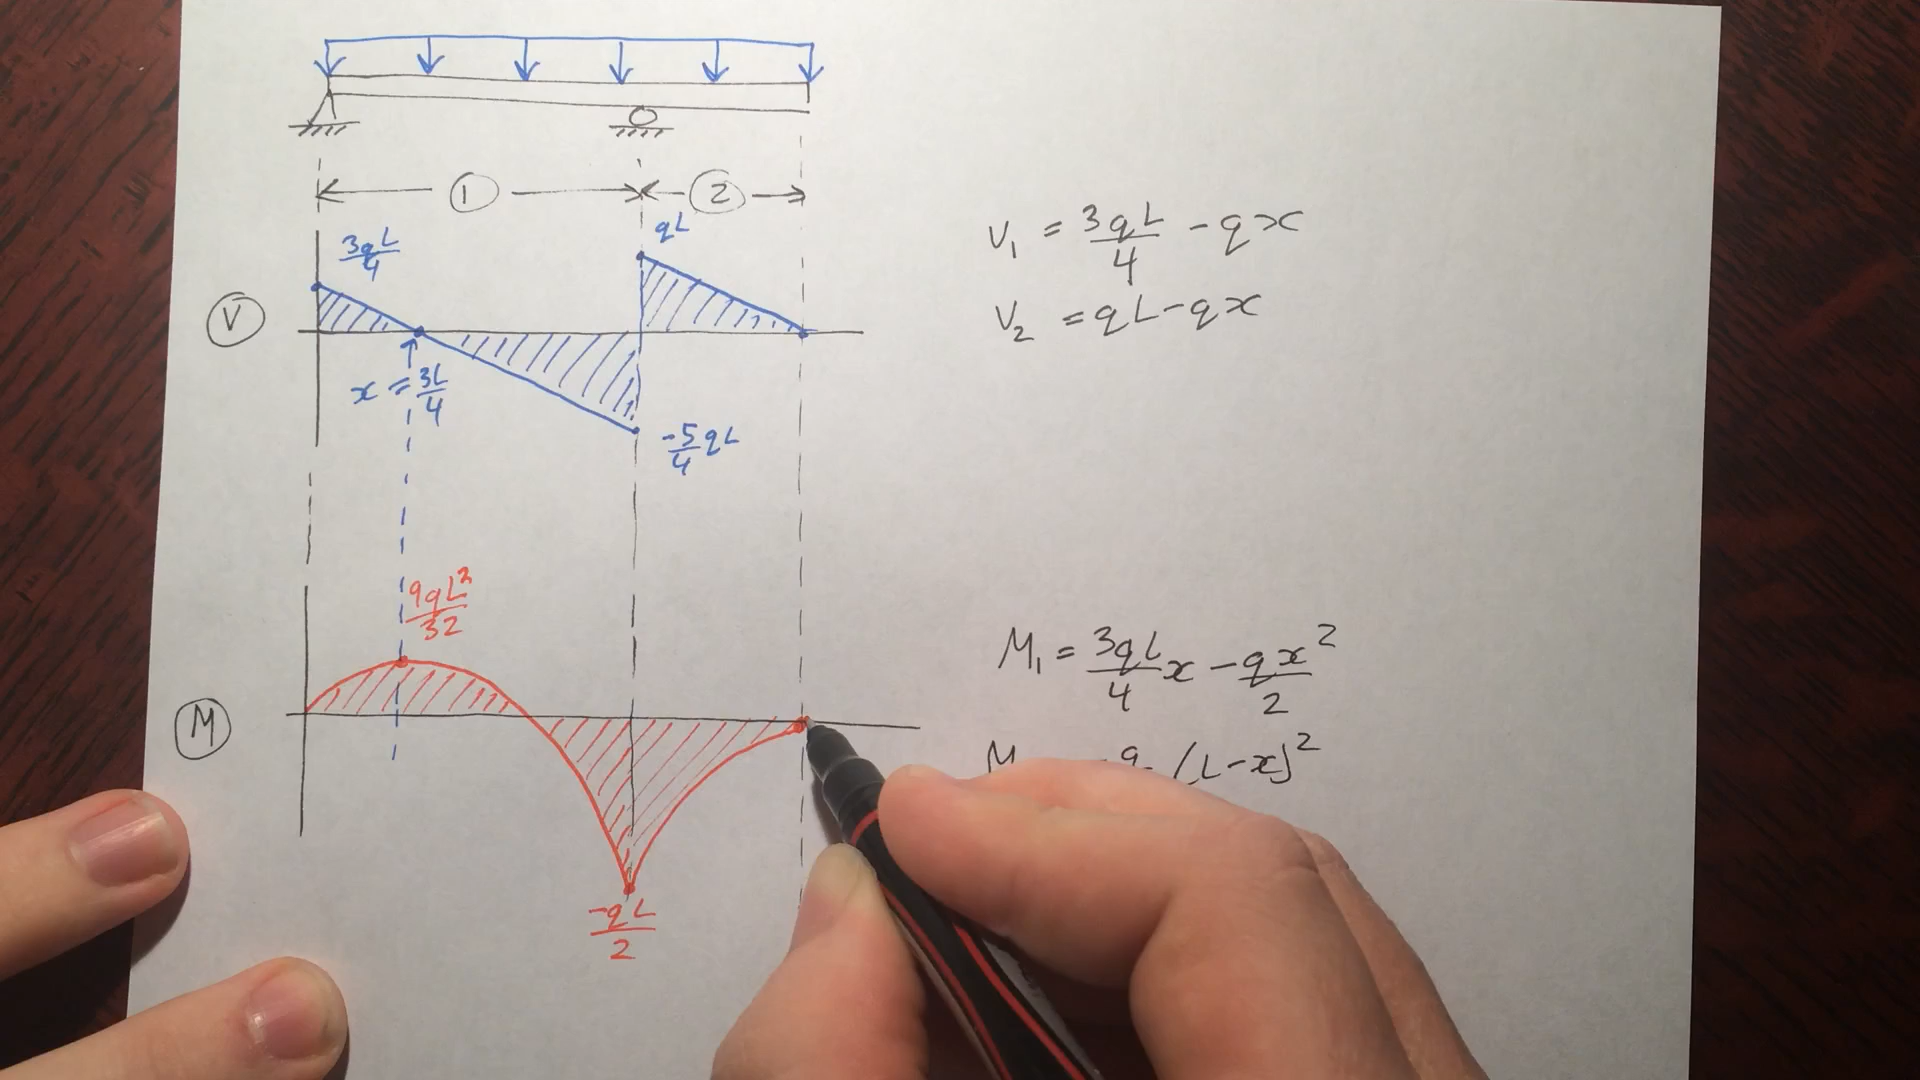 ① ②
qL
3qL/4
V₁ = 3qL/4 - qx
V
V₂ = qL - qx
x = 3L/4
-5/4 qL
9qL²/32
M₁ = 3qL/4 x - qx²/2
M
M - q (L-x)²
-qL/2